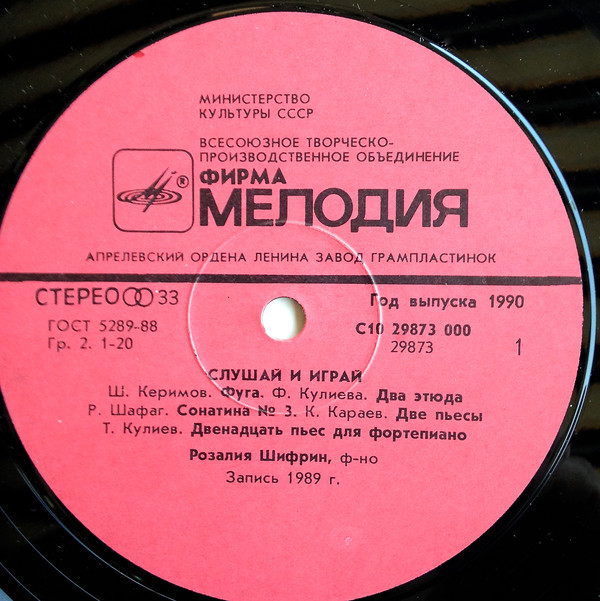 МИНИСТЕРСТВО
КУЛЬТУРЫ СССР
ВСЕСОЮЗНОЕ ТВОРЧЕСКО-
ПРОИЗВОДСТВЕННОЕ ОБЪЕДИНЕНИЕ
®
ФИРМА
МЕЛОДИЯ
АПРЕЛЕВСКИЙ ОРДЕНА ЛЕНИНА ЗАВОД ГРАМПЛАСТИНОК
СТЕРЕО 33
Год выпуска 1990
ГОСТ 5289-88
С10 29873 000
Гр. 2. 1-20
29873
1
СЛУШАЙ И ИГРАЙ
Ш. Керимов. Фуга. Ф. Кулиева. Два этюда
Р. Шафаг. Сонатина № 3. К. Караев. Две пьесы
Т. Кулиев. Двенадцать пьес для фортепиано
Розалия Шифрин, ф-но
Запись 1989 г.